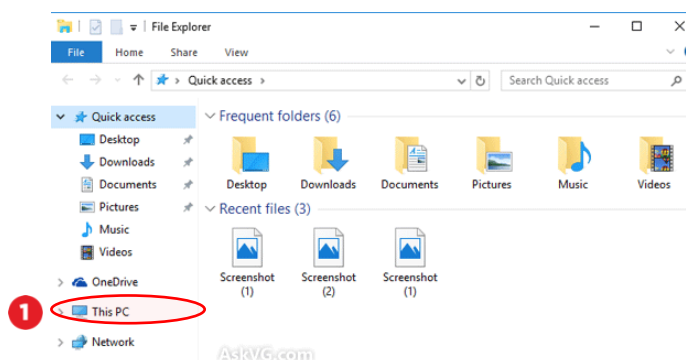 File Explorer
File Home Share View
Quick access
Search Quick access
Quick access
Desktop
Downloads
Documents
Pictures
Music
Videos
OneDrive
1
This PC
Network
Frequent folders (6)
Desktop Downloads Documents Pictures Music Videos
Recent files (3)
Screenshot Screenshot Screenshot
(1) (2) (1)
AskVG.com